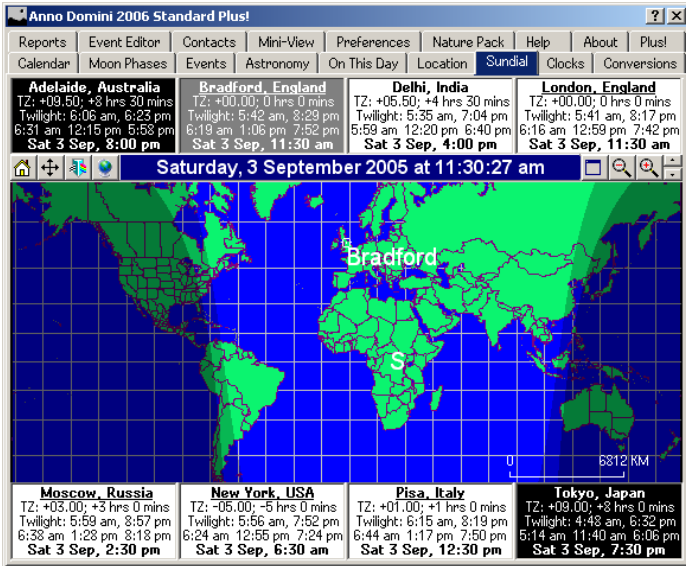 Anno Domini 2006 Standard Plus!
Reports Event Editor Contacts Mini-View Preferences Nature Pack Help About Plus!
Calendar Moon Phases Events Astronomy On This Day Location Sundial Clocks Conversions
Adelaide, Australia
TZ: +09.50; +8 hrs 30 mins
Twilight: 6:06 am, 6:23 pm
6:31 am 12:15 pm 5:58 pm
Sat 3 Sep, 8:00 pm
Bradford, England
TZ: +00.00; 0 hrs 0 mins
Twilight: 5:42 am, 8:29 pm
6:19 am 1:06 pm 7:52 pm
Sat 3 Sep, 11:30 am
Delhi, India
TZ: +05.50; +4 hrs 30 mins
Twilight: 5:35 am, 7:04 pm
5:59 am 12:20 pm 6:40 pm
Sat 3 Sep, 4:00 pm
London, England
TZ: +00.00; 0 hrs 0 mins
Twilight: 5:41 am, 8:17 pm
6:16 am 12:59 pm 7:42 pm
Sat 3 Sep, 11:30 am
Saturday, 3 September 2005 at 11:30:27 am
Bradford
S
0 6812 KM
Moscow, Russia
TZ: +03.00; +3 hrs 0 mins
Twilight: 5:59 am, 8:57 pm
6:38 am 1:28 pm 8:18 pm
Sat 3 Sep, 2:30 pm
New York, USA
TZ: -05.00; -5 hrs 0 mins
Twilight: 5:56 am, 7:52 pm
6:24 am 12:55 pm 7:24 pm
Sat 3 Sep, 6:30 am
Pisa, Italy
TZ: +01.00; +1 hrs 0 mins
Twilight: 6:15 am, 8:19 pm
6:44 am 1:17 pm 7:50 pm
Sat 3 Sep, 12:30 pm
Tokyo, Japan
TZ: +09.00; +8 hrs 0 mins
Twilight: 4:48 am, 6:32 pm
5:14 am 11:40 am 6:06 pm
Sat 3 Sep, 7:30 pm